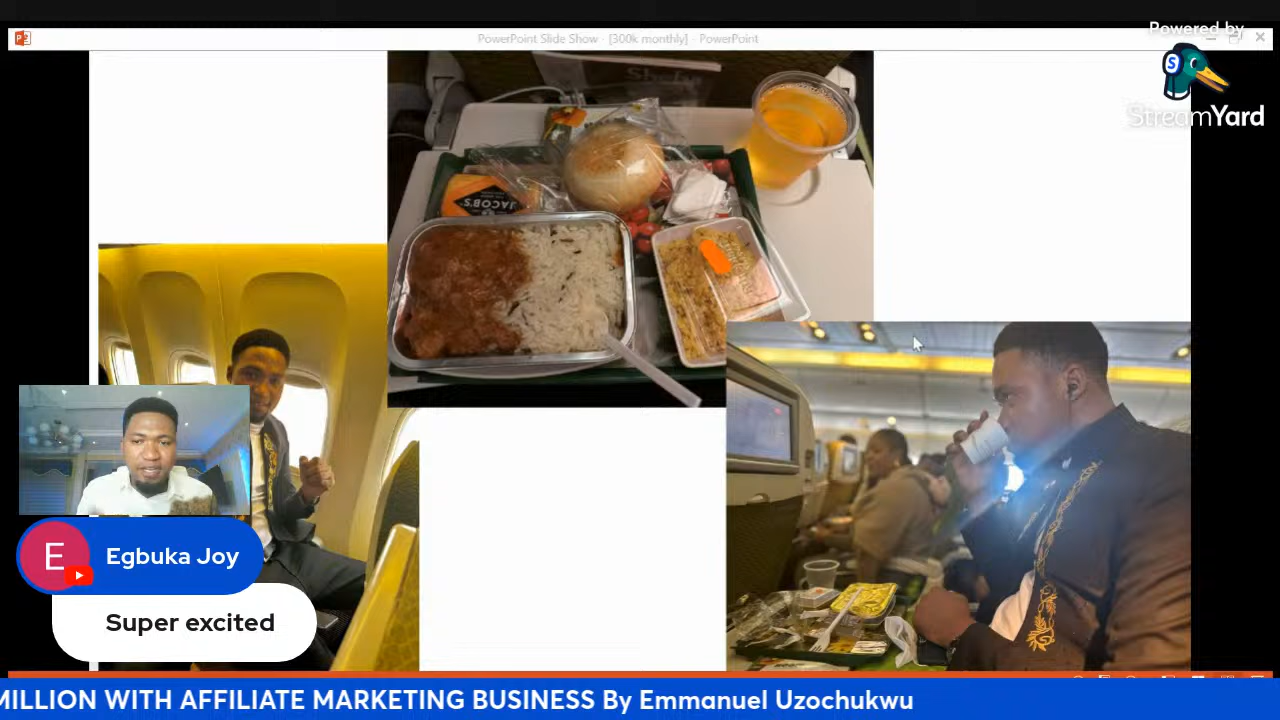 PowerPoint Slide Show - [300k monthly] - PowerPoint
Powered by
StreamYard
JACOB'S
E
Egbuka Joy
Super excited
MILLION WITH AFFILIATE MARKETING BUSINESS By Emmanuel Uzochukwu